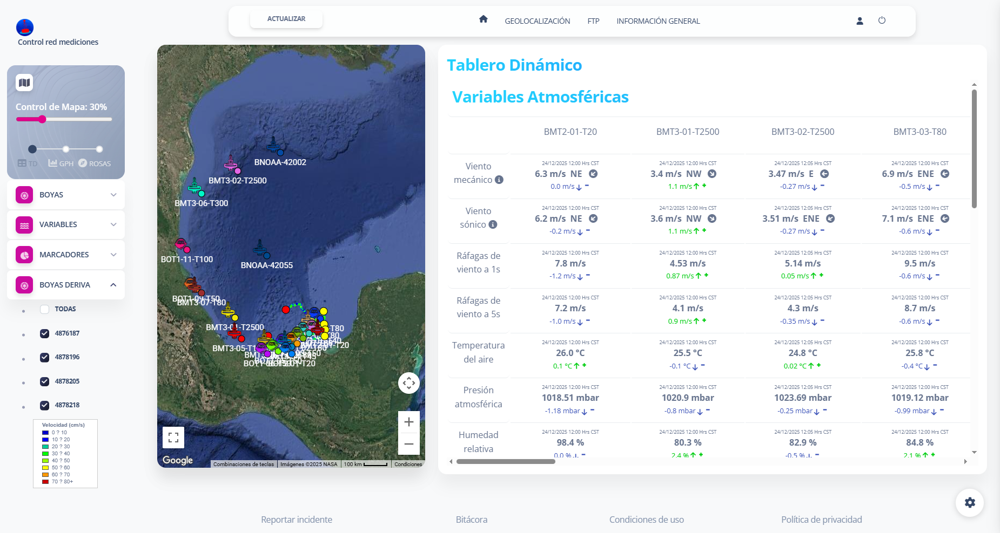 ACTUALIZAR
GEOLOCALIZACIÓN
FTP
INFORMACIÓN GENERAL
Control red mediciones
Control de Mapa: 30%
TD
GPH
ROSAS
BOYAS
VARIABLES
MARCADORES
BOYAS DERIVA
TODAS
4876187
4878196
4878205
4878218
Velocidad (cm/s)
0 ? 10
10 ? 20
20 ? 30
30 ? 40
40 ? 50
50 ? 60
60 ? 70
70 ? 80+
BNOAA-42002
BMT3-02-T2500
BMT3-06-T300
BOT1-11-T100
BNOAA-42055
BOT1-09-T50
BMT3-07-T80
BMT3-01-T2500
Google
Combinaciones de teclas
Imágenes ©2025 NASA
100 km
Condiciones
Tablero Dinámico
Variables Atmosféricas
BMT2-01-T20 BMT3-01-T2500 BMT3-02-T2500 BMT3-03-T80
Viento mecánico
24/12/2025 12:00 Hrs CST 24/12/2025 12:00 Hrs CST 24/12/2025 12:05 Hrs CST 24/12/2025 12:00 Hrs CST
6.3 m/s NE 3.4 m/s NW 3.47 m/s E 6.9 m/s ENE
0.0 m/s 1.1 m/s -0.27 m/s -0.5 m/s
Viento sónico
24/12/2025 12:00 Hrs CST 24/12/2025 12:00 Hrs CST 24/12/2025 12:05 Hrs CST 24/12/2025 12:00 Hrs CST
6.2 m/s NE 3.6 m/s NW 3.51 m/s ENE 7.1 m/s ENE
-0.2 m/s 1.1 m/s -0.27 m/s -0.6 m/s
Ráfagas de viento a 1s
24/12/2025 12:00 Hrs CST 24/12/2025 12:00 Hrs CST 24/12/2025 12:05 Hrs CST 24/12/2025 12:00 Hrs CST
7.8 m/s 4.53 m/s 5.14 m/s 9.5 m/s
-1.2 m/s 0.87 m/s 0.05 m/s -0.6 m/s
Ráfagas de viento a 5s
24/12/2025 12:00 Hrs CST 24/12/2025 12:00 Hrs CST 24/12/2025 12:05 Hrs CST 24/12/2025 12:00 Hrs CST
7.2 m/s 4.1 m/s 4.3 m/s 8.7 m/s
-1.0 m/s 0.9 m/s -0.35 m/s -0.6 m/s
Temperatura del aire
24/12/2025 12:00 Hrs CST 24/12/2025 12:00 Hrs CST 24/12/2025 12:05 Hrs CST 24/12/2025 12:00 Hrs CST
26.0 °C 25.5 °C 24.8 °C 25.8 °C
0.1 °C -0.1 °C 0.02 °C -0.4 °C
Presión atmosférica
24/12/2025 12:00 Hrs CST 24/12/2025 12:00 Hrs CST 24/12/2025 12:05 Hrs CST 24/12/2025 12:00 Hrs CST
1018.51 mbar 1020.9 mbar 1023.69 mbar 1019.12 mbar
-1.18 mbar -0.8 mbar -0.25 mbar -0.99 mbar
Humedad relativa
24/12/2025 12:00 Hrs CST 24/12/2025 12:00 Hrs CST 24/12/2025 12:05 Hrs CST 24/12/2025 12:00 Hrs CST
98.4 % 80.3 % 82.9 % 84.8 %
0.0 % 2.4 % -0.5 % 2.1 %
Reportar incidente
Bitácora
Condiciones de uso
Política de privacidad